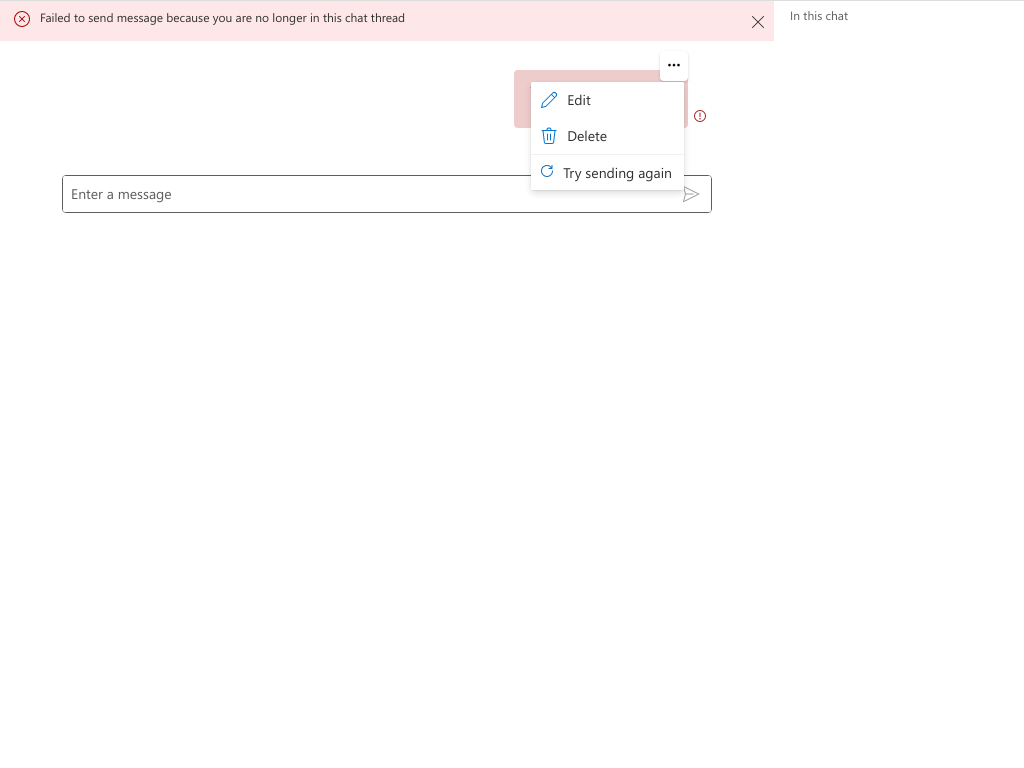 Failed to send message because you are no longer in this chat thread
In this chat
Edit
Delete
Try sending again
Enter a message